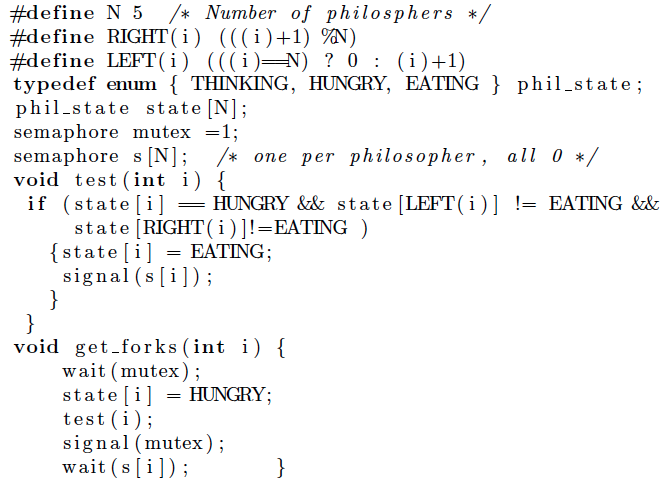 #define N 5 /* Number of philosphers */
#define RIGHT(i) (((i)+1) %N)
#define LEFT(i) (((i)==N) ? 0 : (i)+1)
typedef enum { THINKING, HUNGRY, EATING } phil_state;
phil_state state[N];
semaphore mutex =1;
semaphore s[N]; /* one per philosopher, all 0 */
void test(int i) {
if (state[i] == HUNGRY && state[LEFT(i)] != EATING &&
state[RIGHT(i)]!=EATING )
{state[i] = EATING;
signal(s[i]);
}
}
void get_forks(int i) {
wait(mutex);
state[i] = HUNGRY;
test(i);
signal(mutex);
wait(s[i]); }